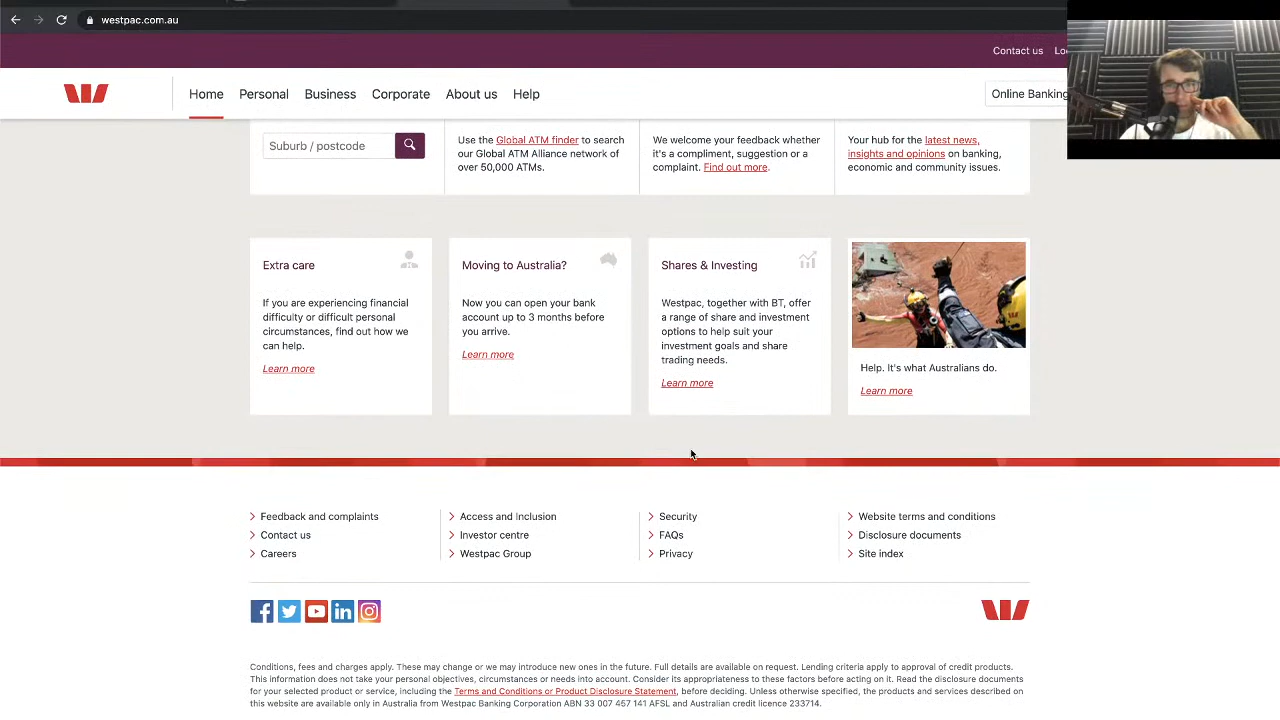 westpac.com.au
Contact us
Home
Personal
Business
Corporate
About us
Help
Online Banking
Suburb / postcode
Use the Global ATM finder to search
our Global ATM Alliance network of
over 50,000 ATMs.
We welcome your feedback whether
it's a compliment, suggestion or a
complaint. Find out more.
Your hub for the latest news,
insights and opinions on banking,
economic and community issues.
Extra care
If you are experiencing financial
difficulty or difficult personal
circumstances, find out how we
can help.
Learn more
Moving to Australia?
Now you can open your bank
account up to 3 months before
you arrive.
Learn more
Shares & Investing
Westpac, together with BT, offer
a range of share and investment
options to help suit your
investment goals and share
trading needs.
Learn more
Help. It's what Australians do.
Learn more
Feedback and complaints
Contact us
Careers
Access and Inclusion
Investor centre
Westpac Group
Security
FAQs
Privacy
Website terms and conditions
Disclosure documents
Site index
Conditions, fees and charges apply. These may change or we may introduce new ones in the future. Full details are available on request. Lending criteria apply to approval of credit products.
This information does not take your personal objectives, circumstances or needs into account. Consider its appropriateness to these factors before acting on it. Read the disclosure documents
for your selected product or service, including the Terms and Conditions or Product Disclosure Statement, before deciding. Unless otherwise specified, the products and services described on
this website are available only in Australia from Westpac Banking Corporation ABN 33 007 457 141 AFSL and Australian credit licence 233714.